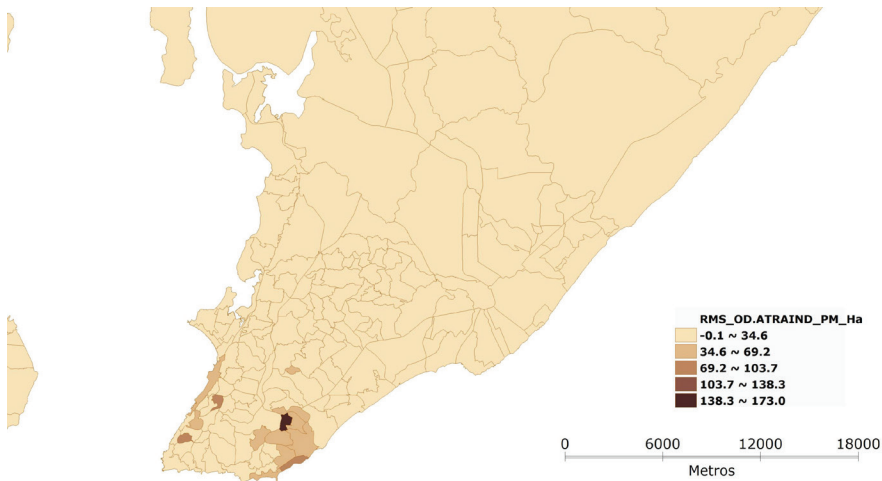 RMS_OD.ATRAIND_PM_Ha
-0.1 ~ 34.6
34.6 ~ 69.2
69.2 ~ 103.7
103.7 ~ 138.3
138.3 ~ 173.0
0 6000 12000 18000
Metros